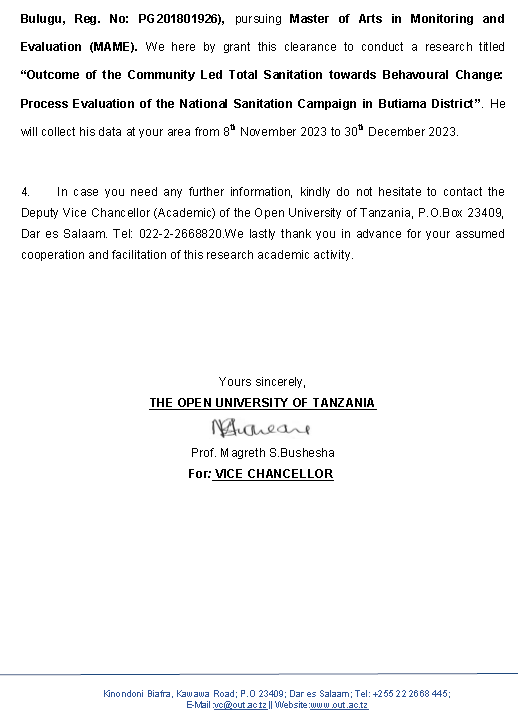 Bulugu, Reg. No: PG201801926), pursuing Master of Arts in Monitoring and
Evaluation (MAME). We here by grant this clearance to conduct a research titled
“Outcome of the Community Led Total Sanitation towards Behavoural Change:
Process Evaluation of the National Sanitation Campaign in Butiama District”. He
will collect his data at your area from 8th November 2023 to 30th December 2023.
4. In case you need any further information, kindly do not hesitate to contact the
Deputy Vice Chancellor (Academic) of the Open University of Tanzania, P.O.Box 23409,
Dar es Salaam. Tel: 022-2-2668820.We lastly thank you in advance for your assumed
cooperation and facilitation of this research academic activity.
Yours sincerely,
THE OPEN UNIVERSITY OF TANZANIA
Prof. Magreth S.Bushesha
For: VICE CHANCELLOR
Kinondoni Biafra, Kawawa Road; P.O 23409; Dar es Salaam; Tel: +255 22 2668 445;
E-Mail:vc@out.ac.tz|| Website:www.out.ac.tz